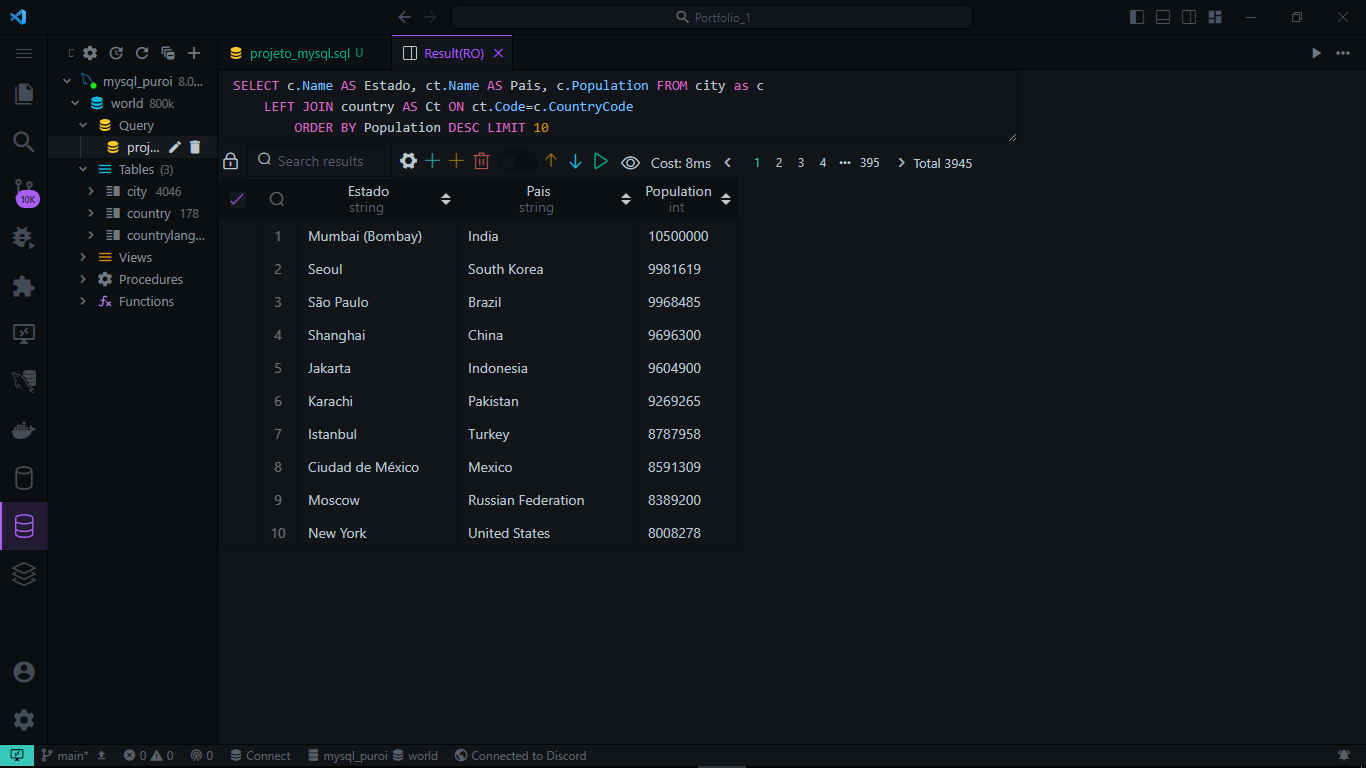 Portfolio_1
projeto_mysql.sql U
Result(RO)
mysql_puroi 8.0...
world 800k
Query
proj...
Tables (3)
city 4046
country 178
countrylang...
Views
Procedures
Functions
10K
SELECT c.Name AS Estado, ct.Name AS Pais, c.Population FROM city as c
LEFT JOIN country AS Ct ON ct.Code=c.CountryCode
ORDER BY Population DESC LIMIT 10
Search results
Cost: 8ms
1 2 3 4 ••• 395
Total 3945
Estado Pais Population
string string int
1 Mumbai (Bombay) India 10500000
2 Seoul South Korea 9981619
3 São Paulo Brazil 9968485
4 Shanghai China 9696300
5 Jakarta Indonesia 9604900
6 Karachi Pakistan 9269265
7 Istanbul Turkey 8787958
8 Ciudad de México Mexico 8591309
9 Moscow Russian Federation 8389200
10 New York United States 8008278
main* 0 0 0 Connect mysql_puroi world Connected to Discord